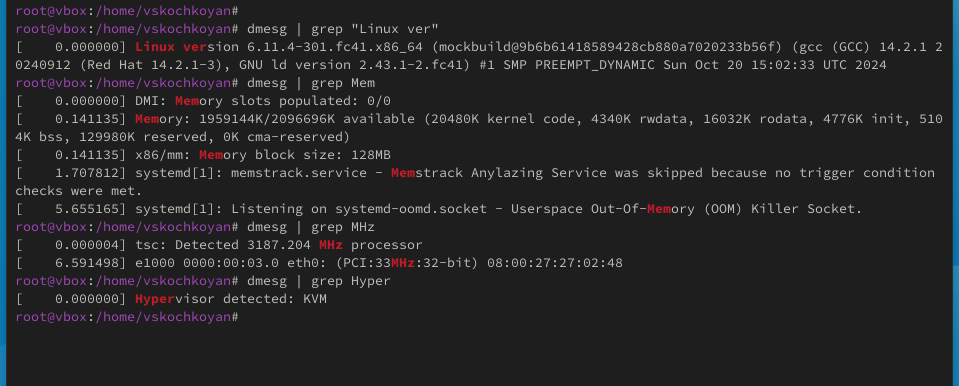 root@vbox:/home/vskochkoyan#
root@vbox:/home/vskochkoyan# dmesg | grep "Linux ver"
[    0.000000] Linux version 6.11.4-301.fc41.x86_64 (mockbuild@9b6b61418589428cb880a7020233b56f) (gcc (GCC) 14.2.1 2
0240912 (Red Hat 14.2.1-3), GNU ld version 2.43.1-2.fc41) #1 SMP PREEMPT_DYNAMIC Sun Oct 20 15:02:33 UTC 2024
root@vbox:/home/vskochkoyan# dmesg | grep Mem
[    0.000000] DMI: Memory slots populated: 0/0
[    0.141135] Memory: 1959144K/2096696K available (20480K kernel code, 4340K rwdata, 16032K rodata, 4776K init, 510
4K bss, 129980K reserved, 0K cma-reserved)
[    0.141135] x86/mm: Memory block size: 128MB
[    1.707812] systemd[1]: memstrack.service - Memstrack Anylazing Service was skipped because no trigger condition
checks were met.
[    5.655165] systemd[1]: Listening on systemd-oomd.socket - Userspace Out-Of-Memory (OOM) Killer Socket.
root@vbox:/home/vskochkoyan# dmesg | grep MHz
[    0.000004] tsc: Detected 3187.204 MHz processor
[    6.591498] e1000 0000:00:03.0 eth0: (PCI:33MHz:32-bit) 08:00:27:27:02:48
root@vbox:/home/vskochkoyan# dmesg | grep Hyper
[    0.000000] Hypervisor detected: KVM
root@vbox:/home/vskochkoyan#